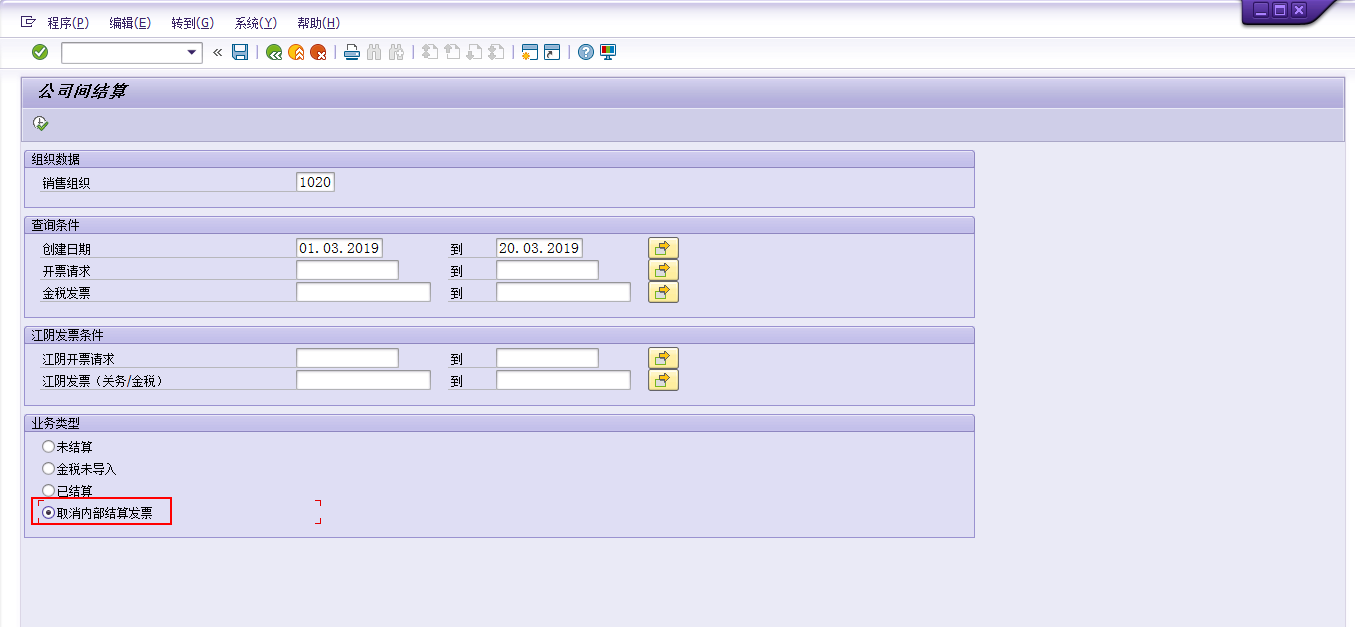 程序(P) 编辑(E) 转到(G) 系统(Y) 帮助(H)
公司间结算
组织数据
销售组织 1020
查询条件
创建日期 01.03.2019 到 20.03.2019
开票请求 到
金税发票 到
江阴发票条件
江阴开票请求 到
江阴发票（关务/金税） 到
业务类型
未结算
金税未导入
已结算
取消内部结算发票